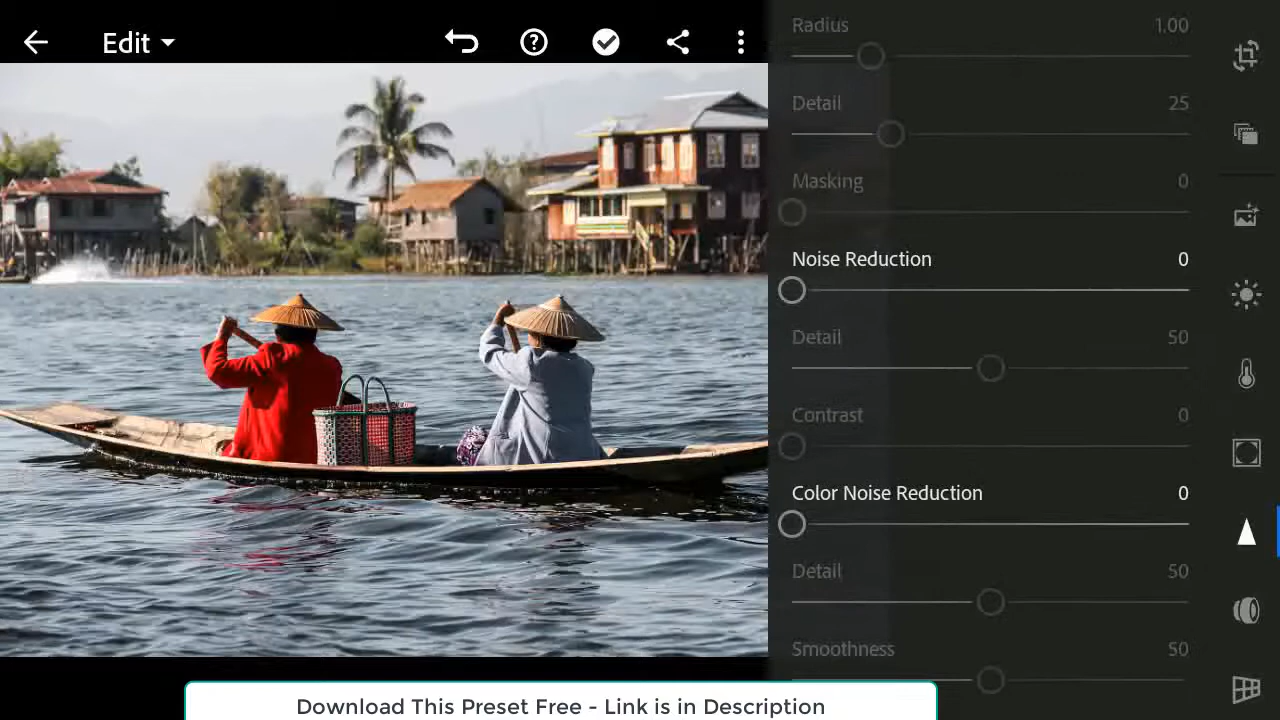 Edit
Radius 1.00
Detail 25
Masking 0
Noise Reduction 0
Detail 50
Contrast 0
Color Noise Reduction 0
Detail 50
Smoothness 50
Download This Preset Free - Link is in Description